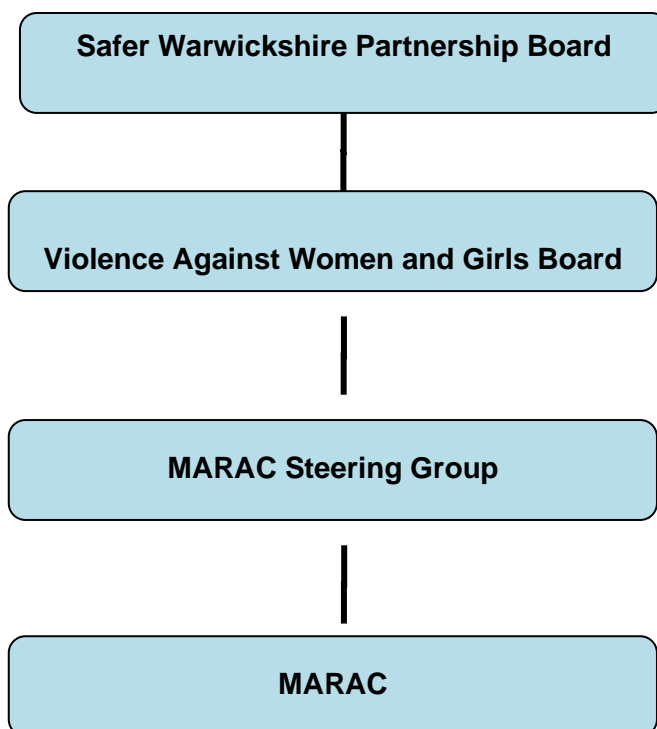 Safer Warwickshire Partnership Board
Violence Against Women and Girls Board
MARAC Steering Group
MARAC